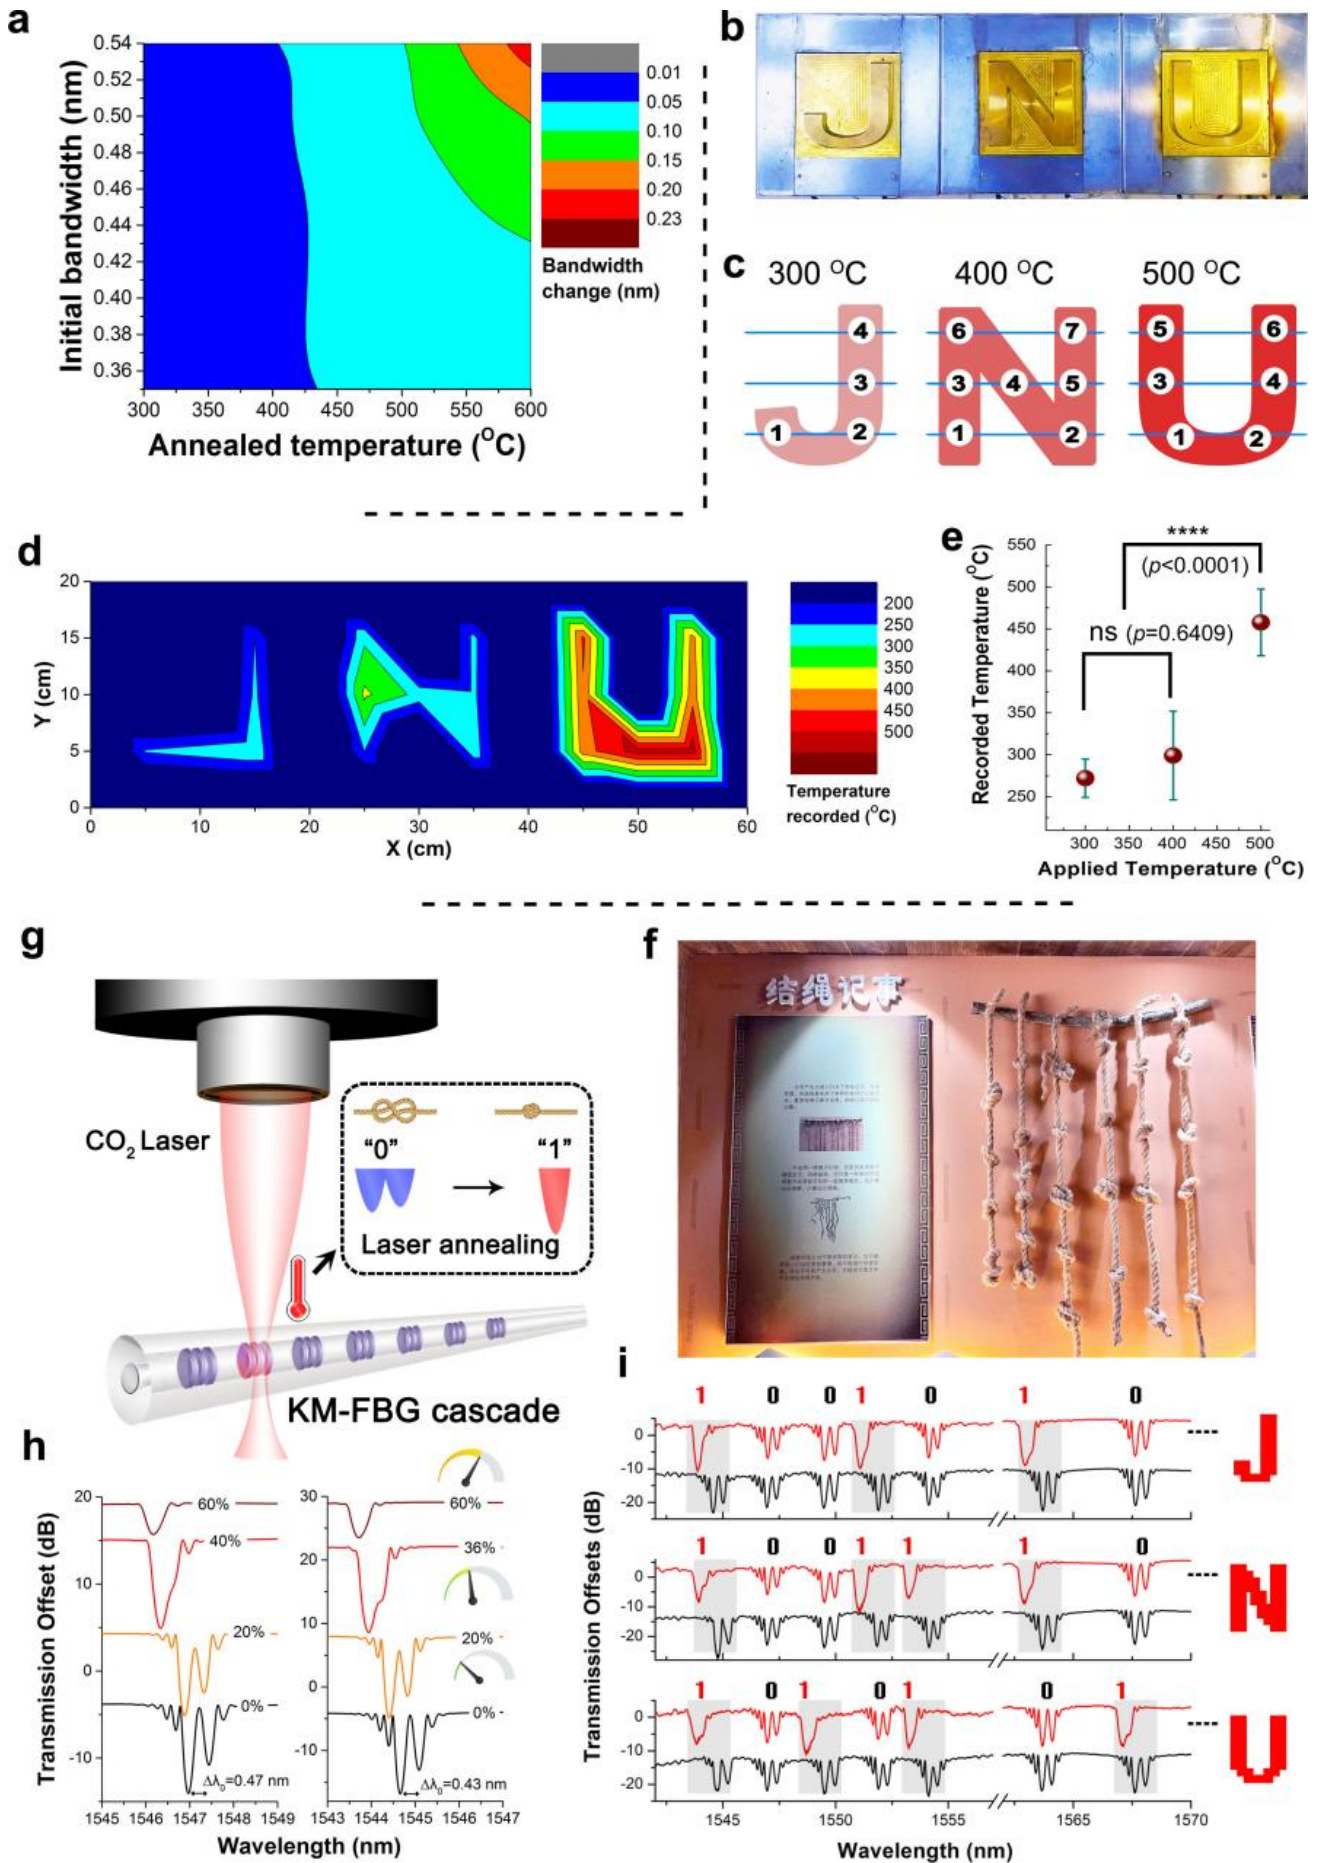 a
0.54
0.52
0.50
0.48
0.46
0.44
0.42
0.40
0.38
0.36
Initial bandwidth (nm)
300 350 400 450 500 550 600
Annealed temperature (°C)
0.01
0.05
0.10
0.15
0.20
0.23
Bandwidth
change (nm)
b
J N U
c
300 °C 400 °C 500 °C
4 6 7 5 6
3 3 4 5 3 4
1 2 1 2 1 2
d
20
15
10
5
0
Y (cm)
0 10 20 30 40 50 60
X (cm)
200
250
300
350
400
450
500
Temperature
recorded (°C)
e
550
500
450
400
350
300
250
Recorded Temperature (°C)
****
(p<0.0001)
ns (p=0.6409)
300 350 400 450 500
Applied Temperature (°C)
g
CO2 Laser
“0” “1”
Laser annealing
KM-FBG cascade
f
结绳记事
h
20
10
0
-10
Transmission Offset (dB)
60%
40%
20%
0%
Δλ0=0.47 nm
1545 1546 1547 1548 1549
30
20
10
0
-10
60%
36%
20%
0%
Δλ0=0.43 nm
1543 1544 1545 1546 1547
Wavelength (nm)
i
1 0 0 1 0 1 0
0
-10
-20
J
1 0 0 1 1 1 0
0
-10
-20
N
1 0 1 0 1 0 1
0
-10
-20
U
Transmission Offsets (dB)
1545 1550 1555 1565 1570
Wavelength (nm)